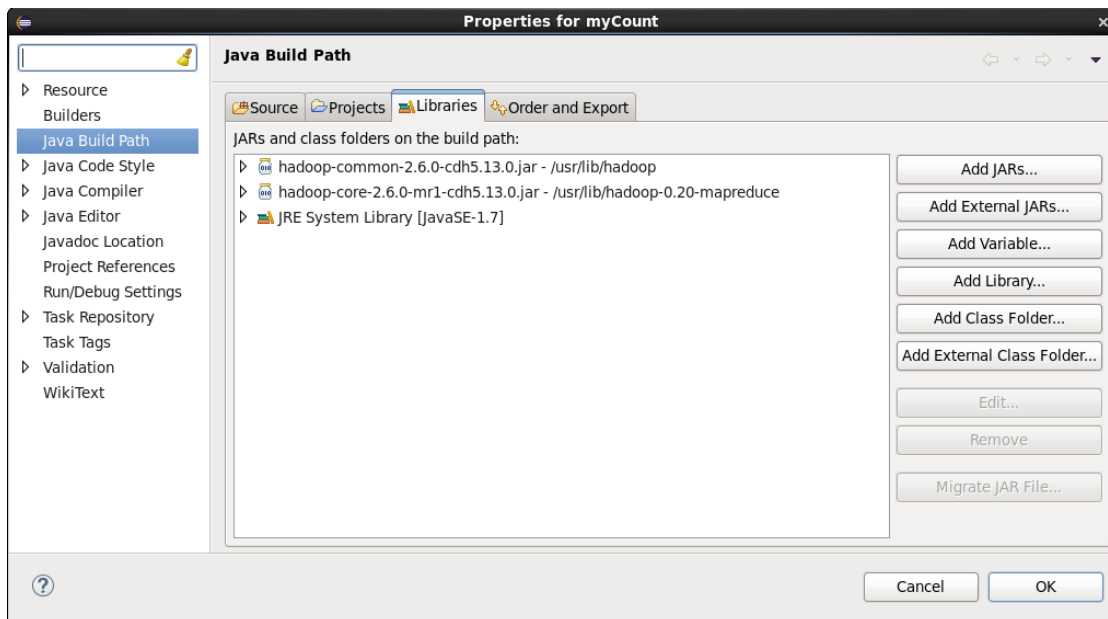 Properties for myCount
Java Build Path
Resource
Builders
Java Build Path
Java Code Style
Java Compiler
Java Editor
Javadoc Location
Project References
Run/Debug Settings
Task Repository
Task Tags
Validation
WikiText
Source Projects Libraries Order and Export
JARs and class folders on the build path:
hadoop-common-2.6.0-cdh5.13.0.jar - /usr/lib/hadoop
hadoop-core-2.6.0-mr1-cdh5.13.0.jar - /usr/lib/hadoop-0.20-mapreduce
JRE System Library [JavaSE-1.7]
Add JARs...
Add External JARs...
Add Variable...
Add Library...
Add Class Folder...
Add External Class Folder...
Edit...
Remove
Migrate JAR File...
Cancel OK